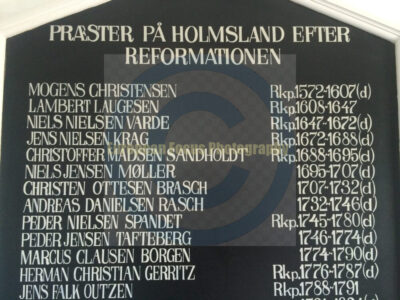 PRÆSTER PÅ HOLMSLAND EFTER
REFORMATIONEN
MOGENS CHRISTENSEN Rkp.1572-1607(d)
LAMBERT LAUGESEN Rkp.1608-1647
NIELS NIELSEN VARDE Rkp.1647-1672(d)
JENS NIELSEN KRAG Rkp.1672-1688(d)
CHRISTOFFER MADSEN SANDHOLDT Rkp.1688-1695(d)
NIELS JENSEN MØLLER 1695-1707(d)
CHRISTEN OTTESEN BRASCH 1707-1732(d)
ANDREAS DANIELSEN RASCH 1732-1746(d)
PEDER NIELSEN SPANDET Rkp.1745-1780(d)
PEDER JENSEN TAFTEBERG 1746-1774(d)
MARCUS CLAUSEN BORGEN 1774-1790(d)
HERMAN CHRISTIAN GERRITZ Rkp.1776-1787(d)
JENS FALK OUTZEN Rkp.1788-1791
Focus Photography